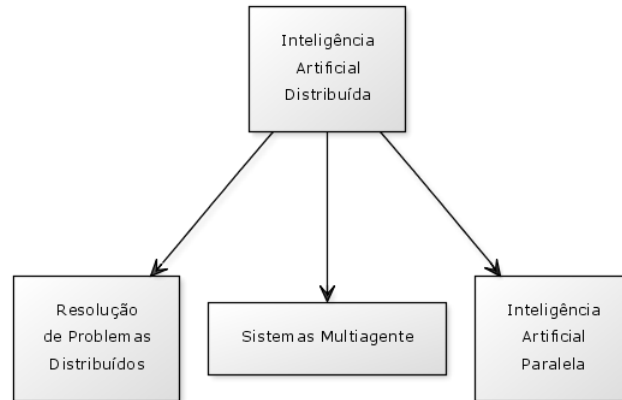 Inteligência
Artificial
Distribuída
Resolução
de Problemas
Distribuídos
Sistemas Multiagente
Inteligência
Artificial
Paralela